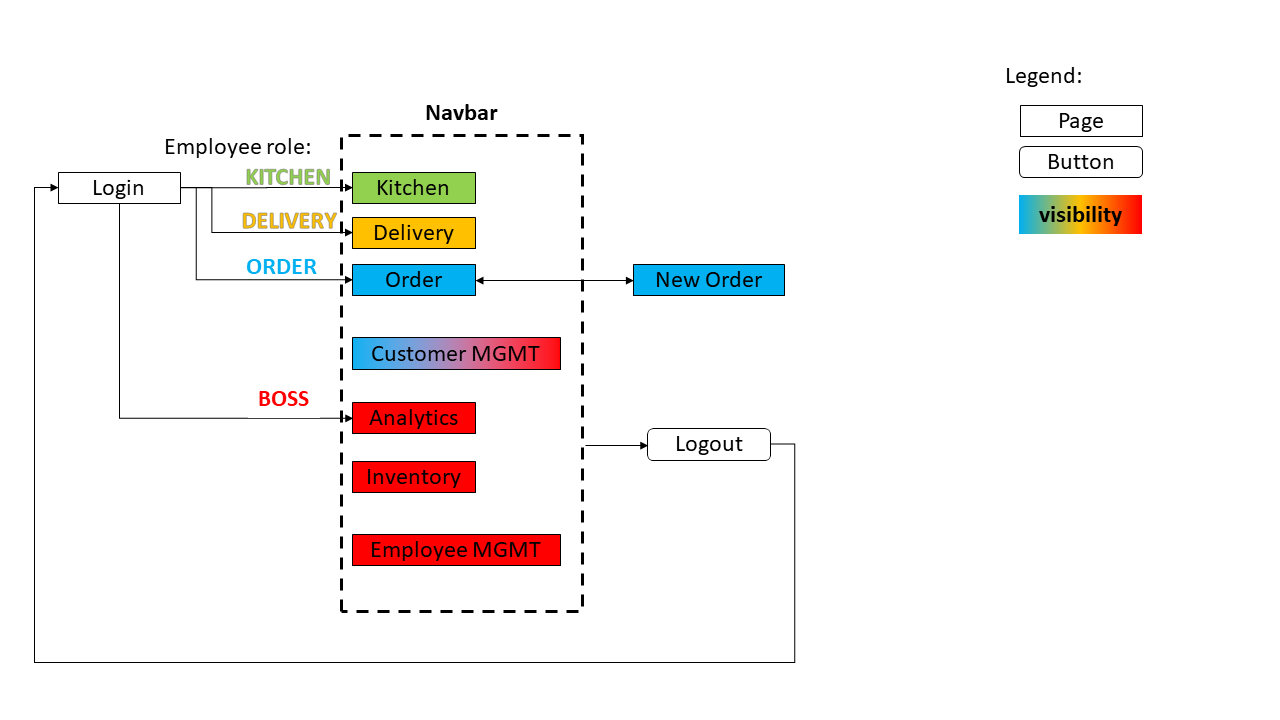 Legend:
Page
Button
visibility
Navbar
Employee role:
Login
KITCHEN
Kitchen
DELIVERY
Delivery
ORDER
Order
New Order
Customer MGMT
BOSS
Analytics
Logout
Inventory
Employee MGMT